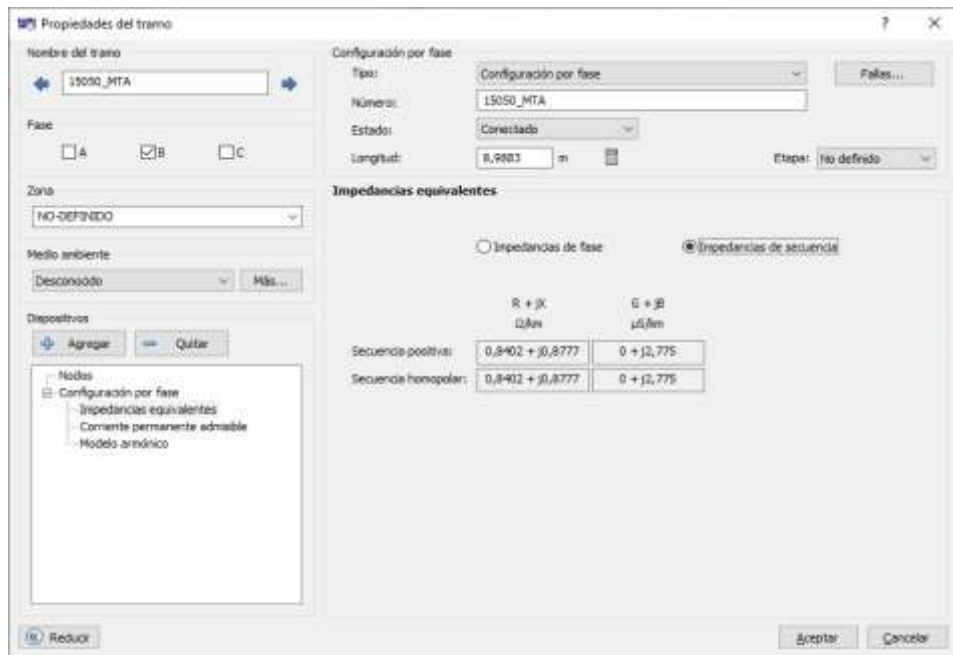 Propiedades del tramo
Nombre del tramo
15050_MTA
Fase
A B C
Zona
NO-DEFINIDO
Medio ambiente
Desconocido Más...
Dispositivos
Agregar Quitar
Nodos
Configuración por fase
Impedancias equivalentes
Corriente permanente admisible
Modelo armónico
Reducir
Configuración por fase
Tipo: Configuración por fase Fallas...
Número: 15050_MTA
Estado: Conectado
Longitud: 8,9883 m Etapa: No definido
Impedancias equivalentes
Impedancias de fase Impedancias de secuencia
R + jX G + jB
Ω/km µS/km
Secuencia positiva: 0,8402 + j0,8777 0 + j2,775
Secuencia homopolar: 0,8402 + j0,8777 0 + j2,775
Aceptar Cancelar